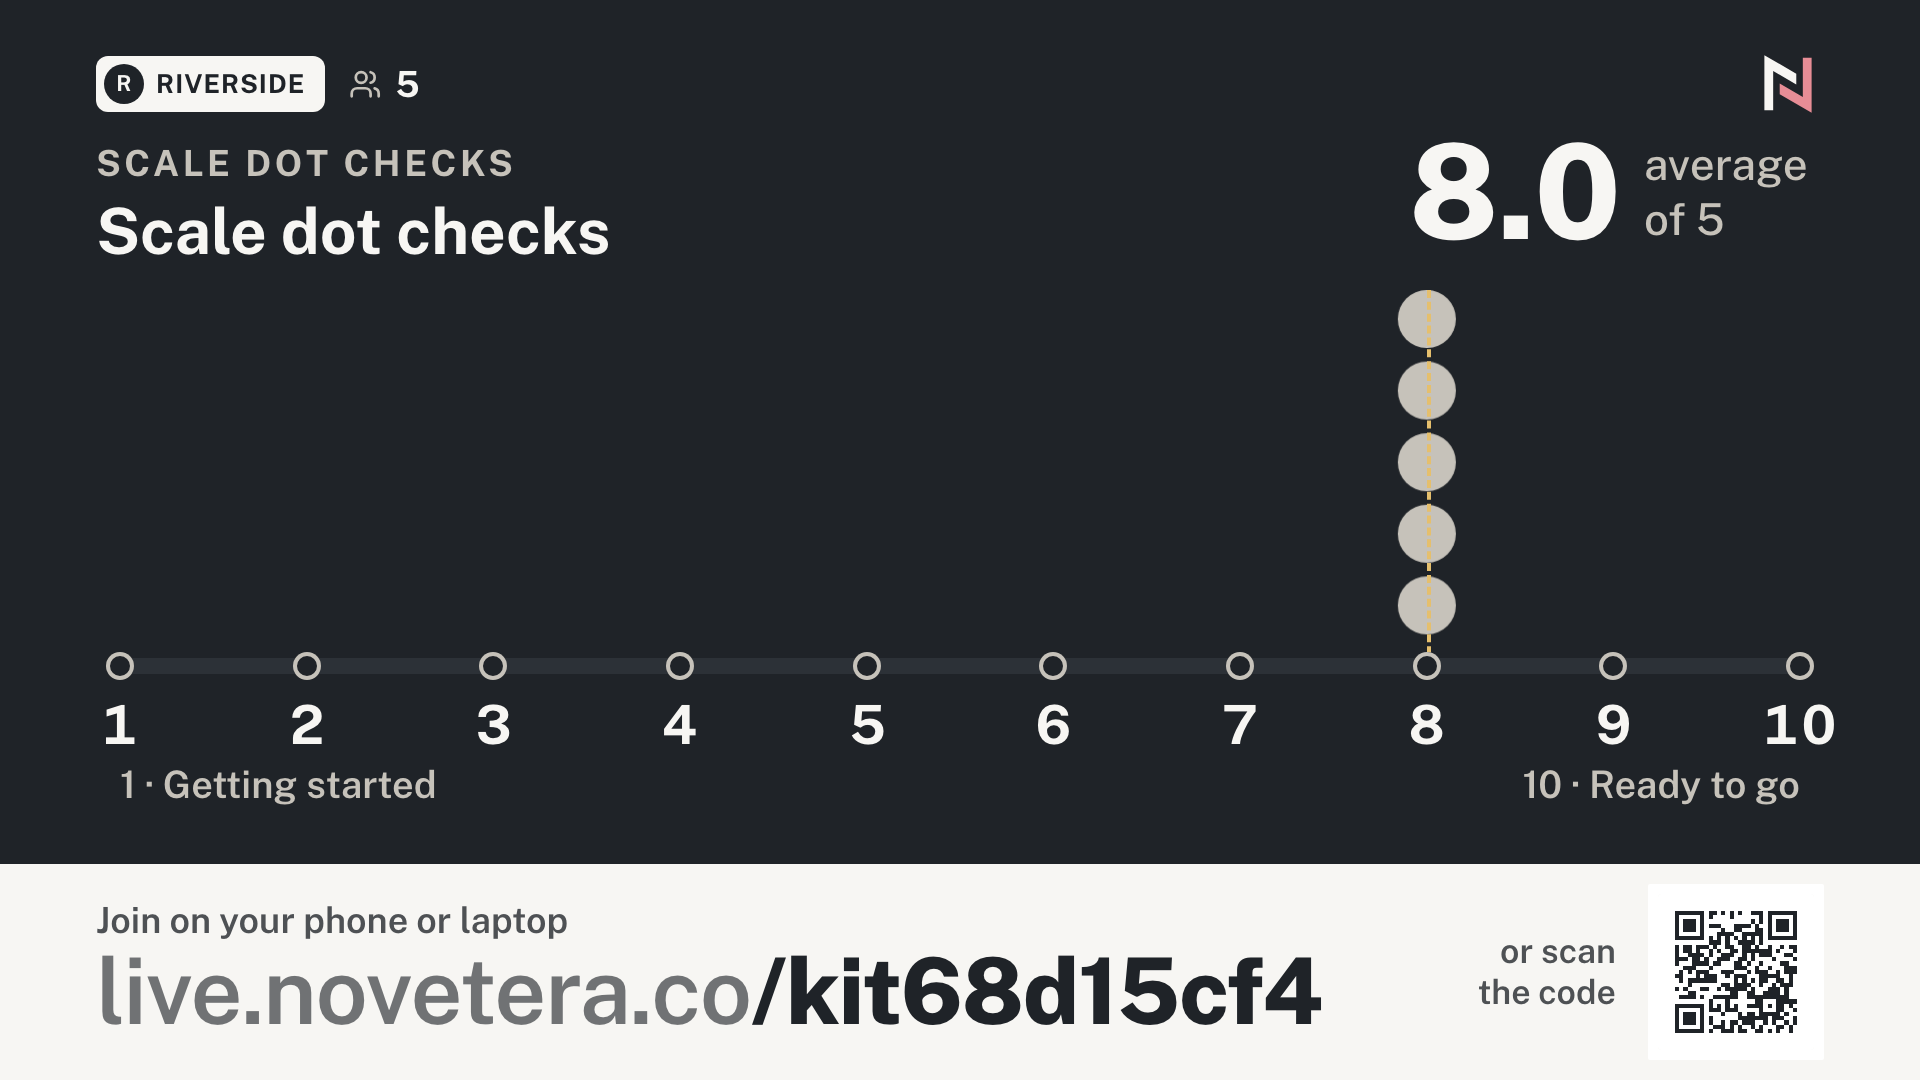 R RIVERSIDE 5
SCALE DOT CHECKS
Scale dot checks
8.0 average
of 5
1 2 3 4 5 6 7 8 9 10
1 · Getting started 10 · Ready to go
Join on your phone or laptop
live.novetera.co/kit68d15cf4
or scan
the code